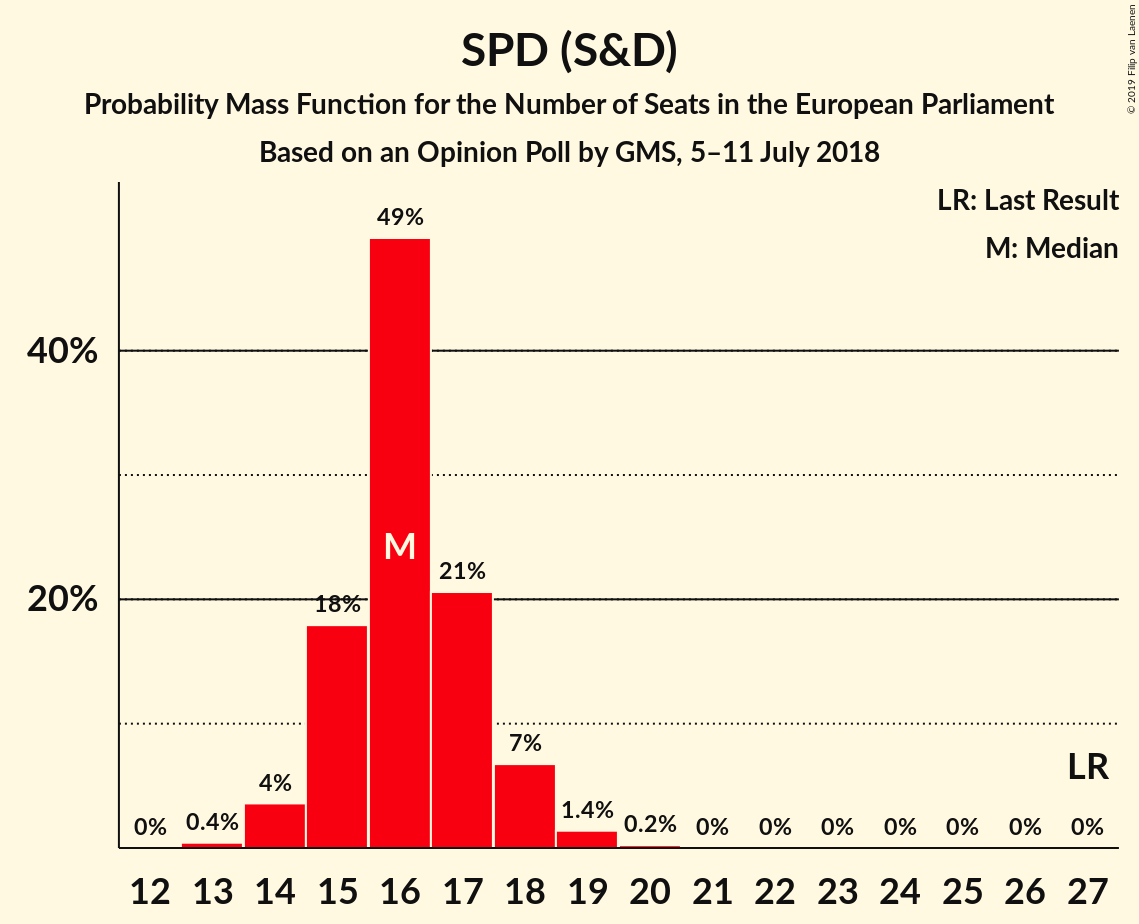 SPD (S&D)
Probability Mass Function for the Number of Seats in the European Parliament
Based on an Opinion Poll by GMS, 5–11 July 2018
© 2019 Filip van Laenen
LR: Last Result
M: Median
49%
40%
M
21%
20%
18%
7%
LR
4%
0% 0.4% 1.4% 0.2% 0% 0% 0% 0% 0% 0% 0%
12 13 14 15 16 17 18 19 20 21 22 23 24 25 26 27